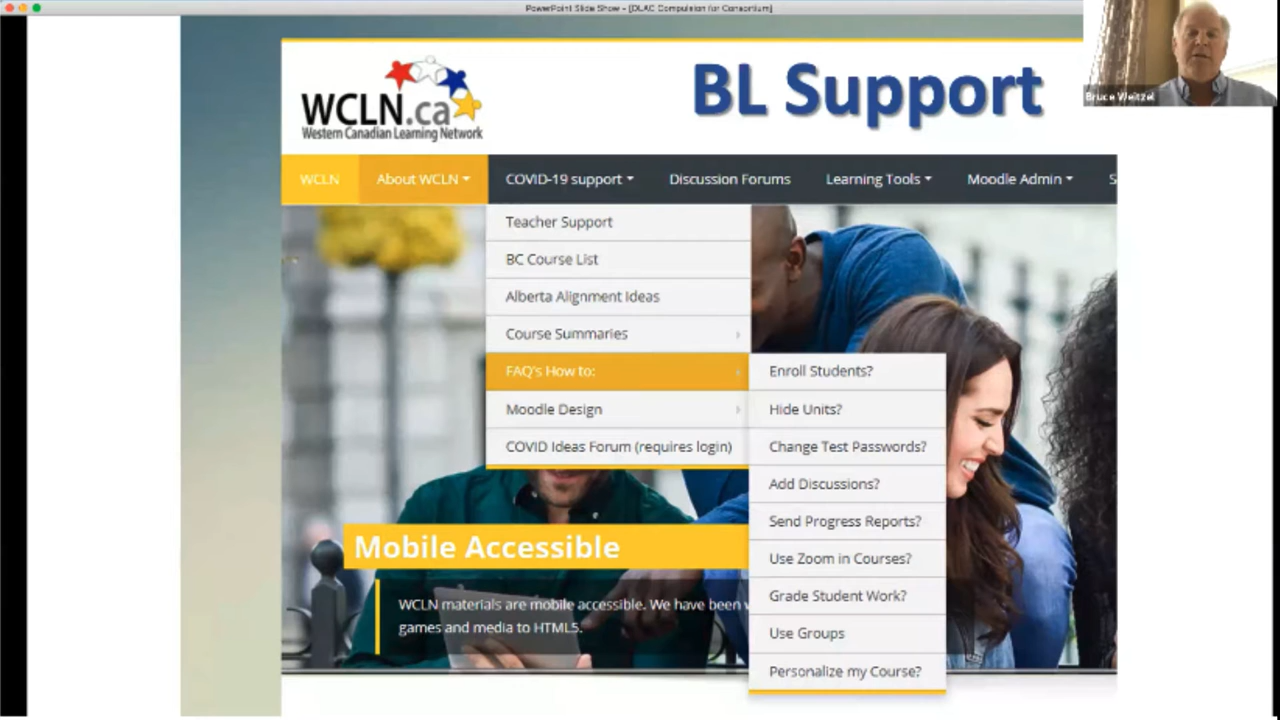 PowerPoint Slide Show - [DLAC Compulsion for Consortium]
Bruce Weitzel
WCLN.ca
Western Canadian Learning Network
BL Support
WCLN About WCLN COVID-19 support Discussion Forums Learning Tools Moodle Admin S
Teacher Support
BC Course List
Alberta Alignment Ideas
Course Summaries
FAQ's How to:
Moodle Design
COVID Ideas Forum (requires login)
Enroll Students?
Hide Units?
Change Test Passwords?
Add Discussions?
Send Progress Reports?
Use Zoom in Courses?
Grade Student Work?
Use Groups
Personalize my Course?
Mobile Accessible
WCLN materials are mobile accessible. We have been
games and media to HTML5.